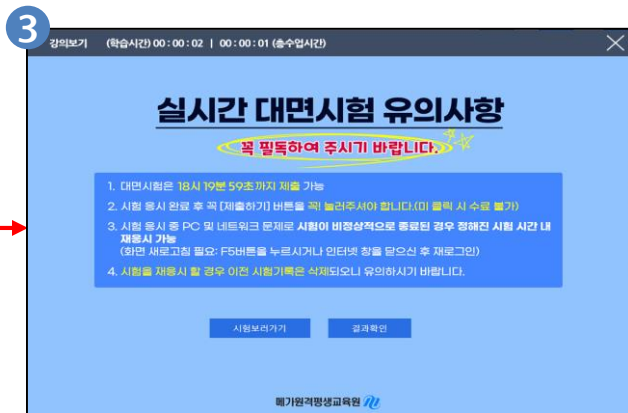 3
강의보기 (학습시간) 00 : 00 : 02 | 00 : 00 : 01 (총수업시간)
실시간 대면시험 유의사항
꼭 필독하여 주시기 바랍니다.
1. 대면시험은 18시 19분 59초까지 제출 가능
2. 시험 응시 완료 후 꼭 [제출하기] 버튼을 꼭! 눌러주셔야 합니다.(미 클릭 시 수료 불가)
3. 시험 응시 중 PC 및 네트워크 문제로 시험이 비정상적으로 종료된 경우 정해진 시험 시간 내
재응시 가능
(화면 새로고침 필요: F5버튼을 누르시거나 인터넷 창을 닫으신 후 재로그인)
4. 시험을 재응시 할 경우 이전 시험기록은 삭제되오니 유의하시기 바랍니다.
시험보러가기 결과확인
메가원격평생교육원